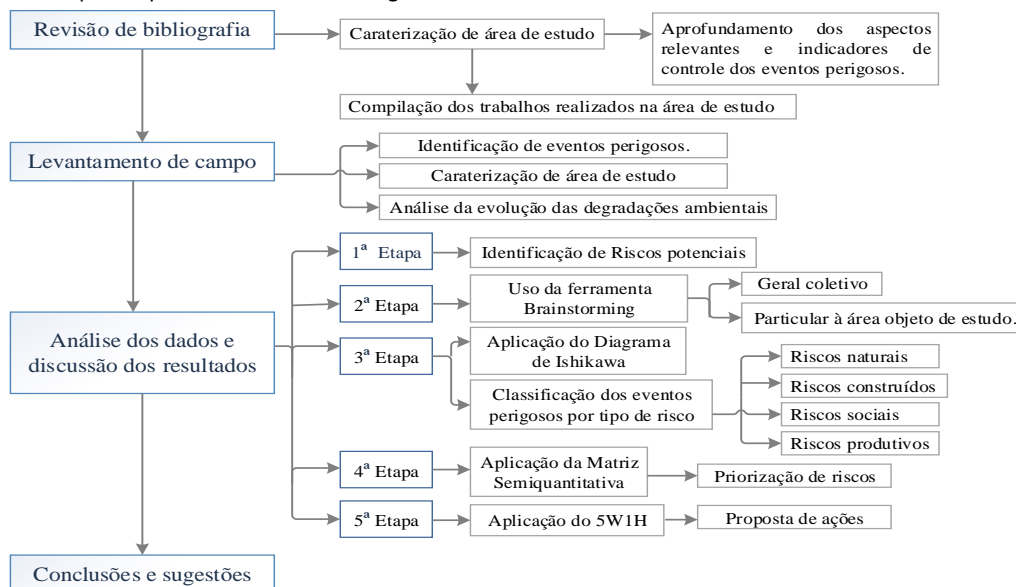 Revisão de bibliografia
Caraterização de área de estudo
Aprofundamento dos aspectos
relevantes e indicadores de
controle dos eventos perigosos.
Compilação dos trabalhos realizados na área de estudo
Levantamento de campo
Identificação de eventos perigosos.
Caraterização de área de estudo
Análise da evolução das degradações ambientais
Análise dos dados e
discussão dos resultados
1ª Etapa
Identificação de Riscos potenciais
2ª Etapa
Uso da ferramenta
Brainstorming
Geral coletivo
Particular à área objeto de estudo.
3ª Etapa
Aplicação do Diagrama
de Ishikawa
Classificação dos eventos
perigosos por tipo de risco
Riscos naturais
Riscos construídos
Riscos sociais
Riscos produtivos
4ª Etapa
Aplicação da Matriz
Semiquantitativa
Priorização de riscos
5ª Etapa
Aplicação do 5W1H
Proposta de ações
Conclusões e sugestões